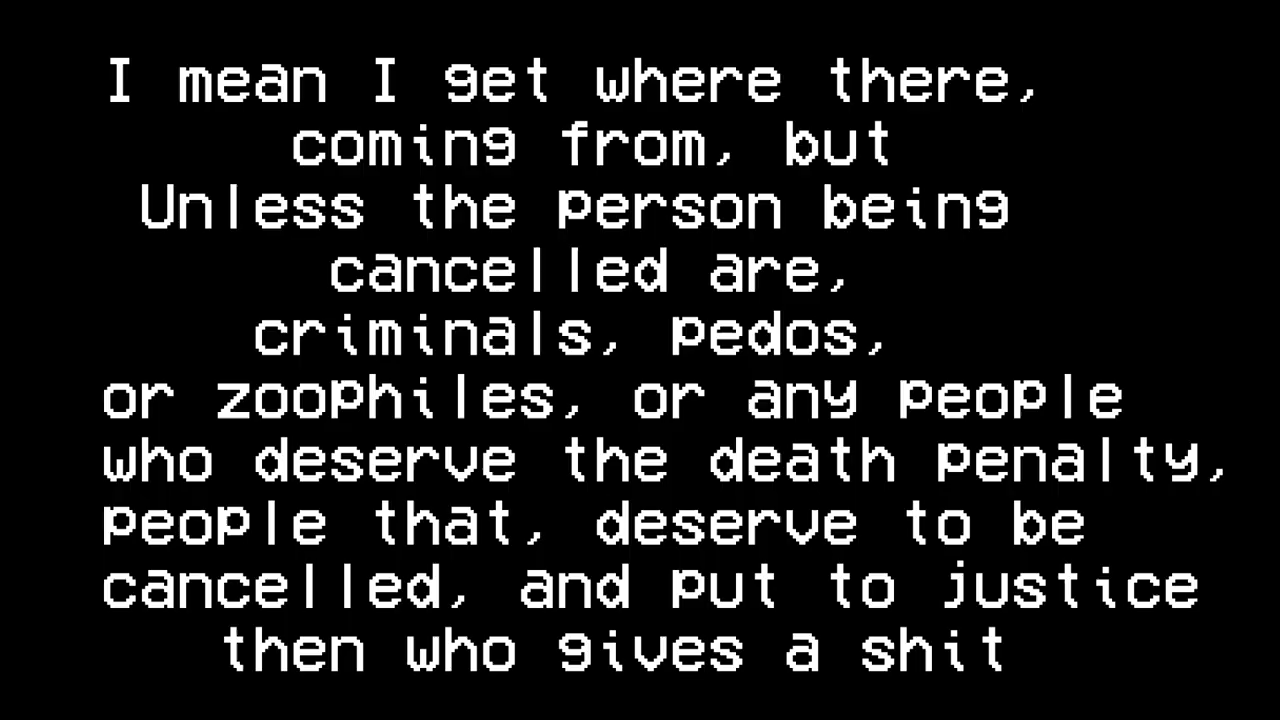 I mean I get where there,
coming from, but
Unless the person being
cancelled are,
criminals, pedos,
or zoophiles, or any people
who deserve the death penalty,
people that, deserve to be
cancelled, and put to justice
then who gives a shit